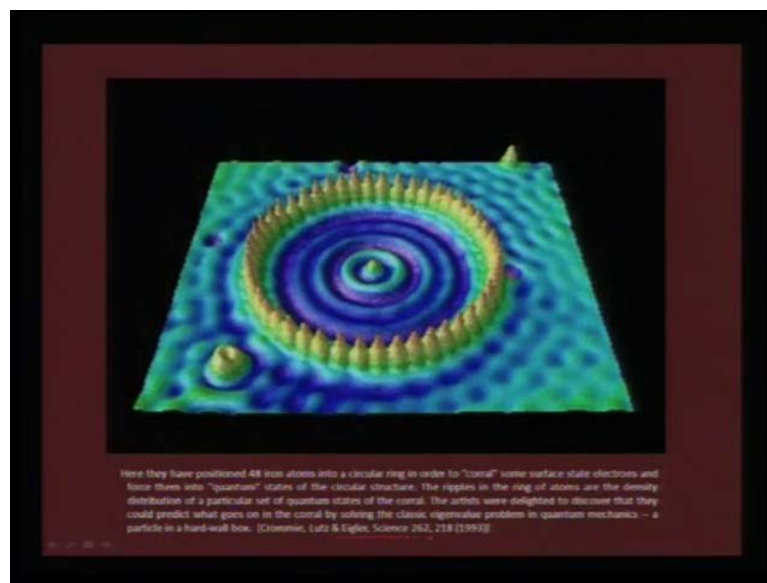 Here they have positioned 48 iron atoms into a circular ring in order to "corral" some surface state electrons and
force them into "quantum" states of the circular structure. The ripples in the ring of atoms are the density
distribution of a particular set of quantum states of the corral. The artists were delighted to discover that they
could predict what goes on in the corral by solving the classic eigenvalue problem in quantum mechanics -- a
particle in a hard-wall box. [Crommie, Lutz & Eigler, Science 262, 218 (1993)]